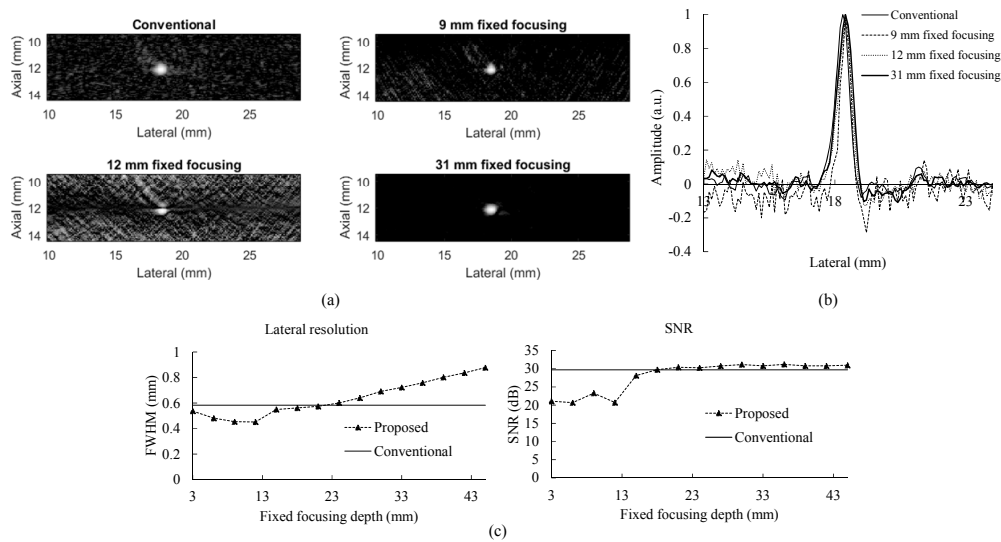 Conventional
Axial (mm)
10
12
14
10 15 20 25
Lateral (mm)
9 mm fixed focusing
Axial (mm)
10
12
14
10 15 20 25
Lateral (mm)
12 mm fixed focusing
Axial (mm)
10
12
14
10 15 20 25
Lateral (mm)
31 mm fixed focusing
Axial (mm)
10
12
14
10 15 20 25
Lateral (mm)
(a)
Conventional
9 mm fixed focusing
12 mm fixed focusing
31 mm fixed focusing
Amplitude (a.u.)
1
0.8
0.6
0.4
0.2
0
-0.2
-0.4
13 18 23
Lateral (mm)
(b)
Lateral resolution
FWHM (mm)
1
0.8
0.6
0.4
0.2
0
Proposed
Conventional
3 13 23 33 43
Fixed focusing depth (mm)
SNR
SNR (dB)
35
30
25
20
15
10
5
0
Proposed
Conventional
3 13 23 33 43
Fixed focusing depth (mm)
(c)